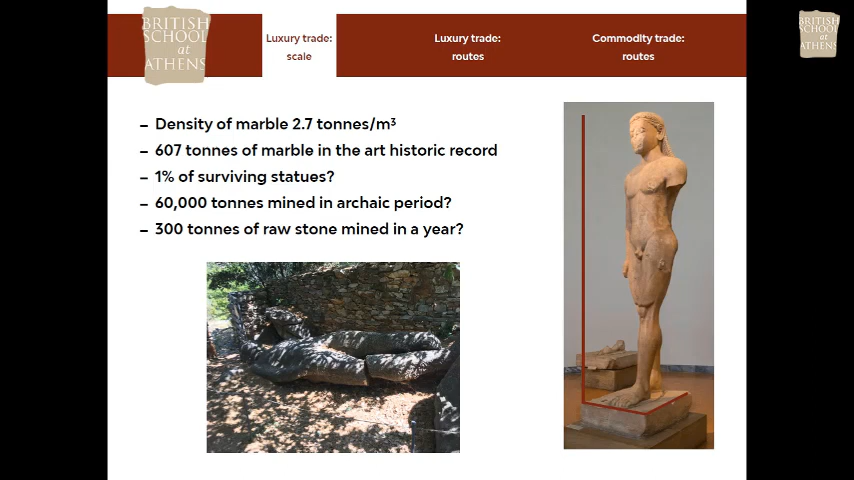 BRITISH
SCHOOL
at
ATHENS
Luxury trade:
scale
Luxury trade:
routes
Commodity trade:
routes
BRITISH
SCHOOL
at
ATHENS
– Density of marble 2.7 tonnes/m³
– 607 tonnes of marble in the art historic record
– 1% of surviving statues?
– 60,000 tonnes mined in archaic period?
– 300 tonnes of raw stone mined in a year?